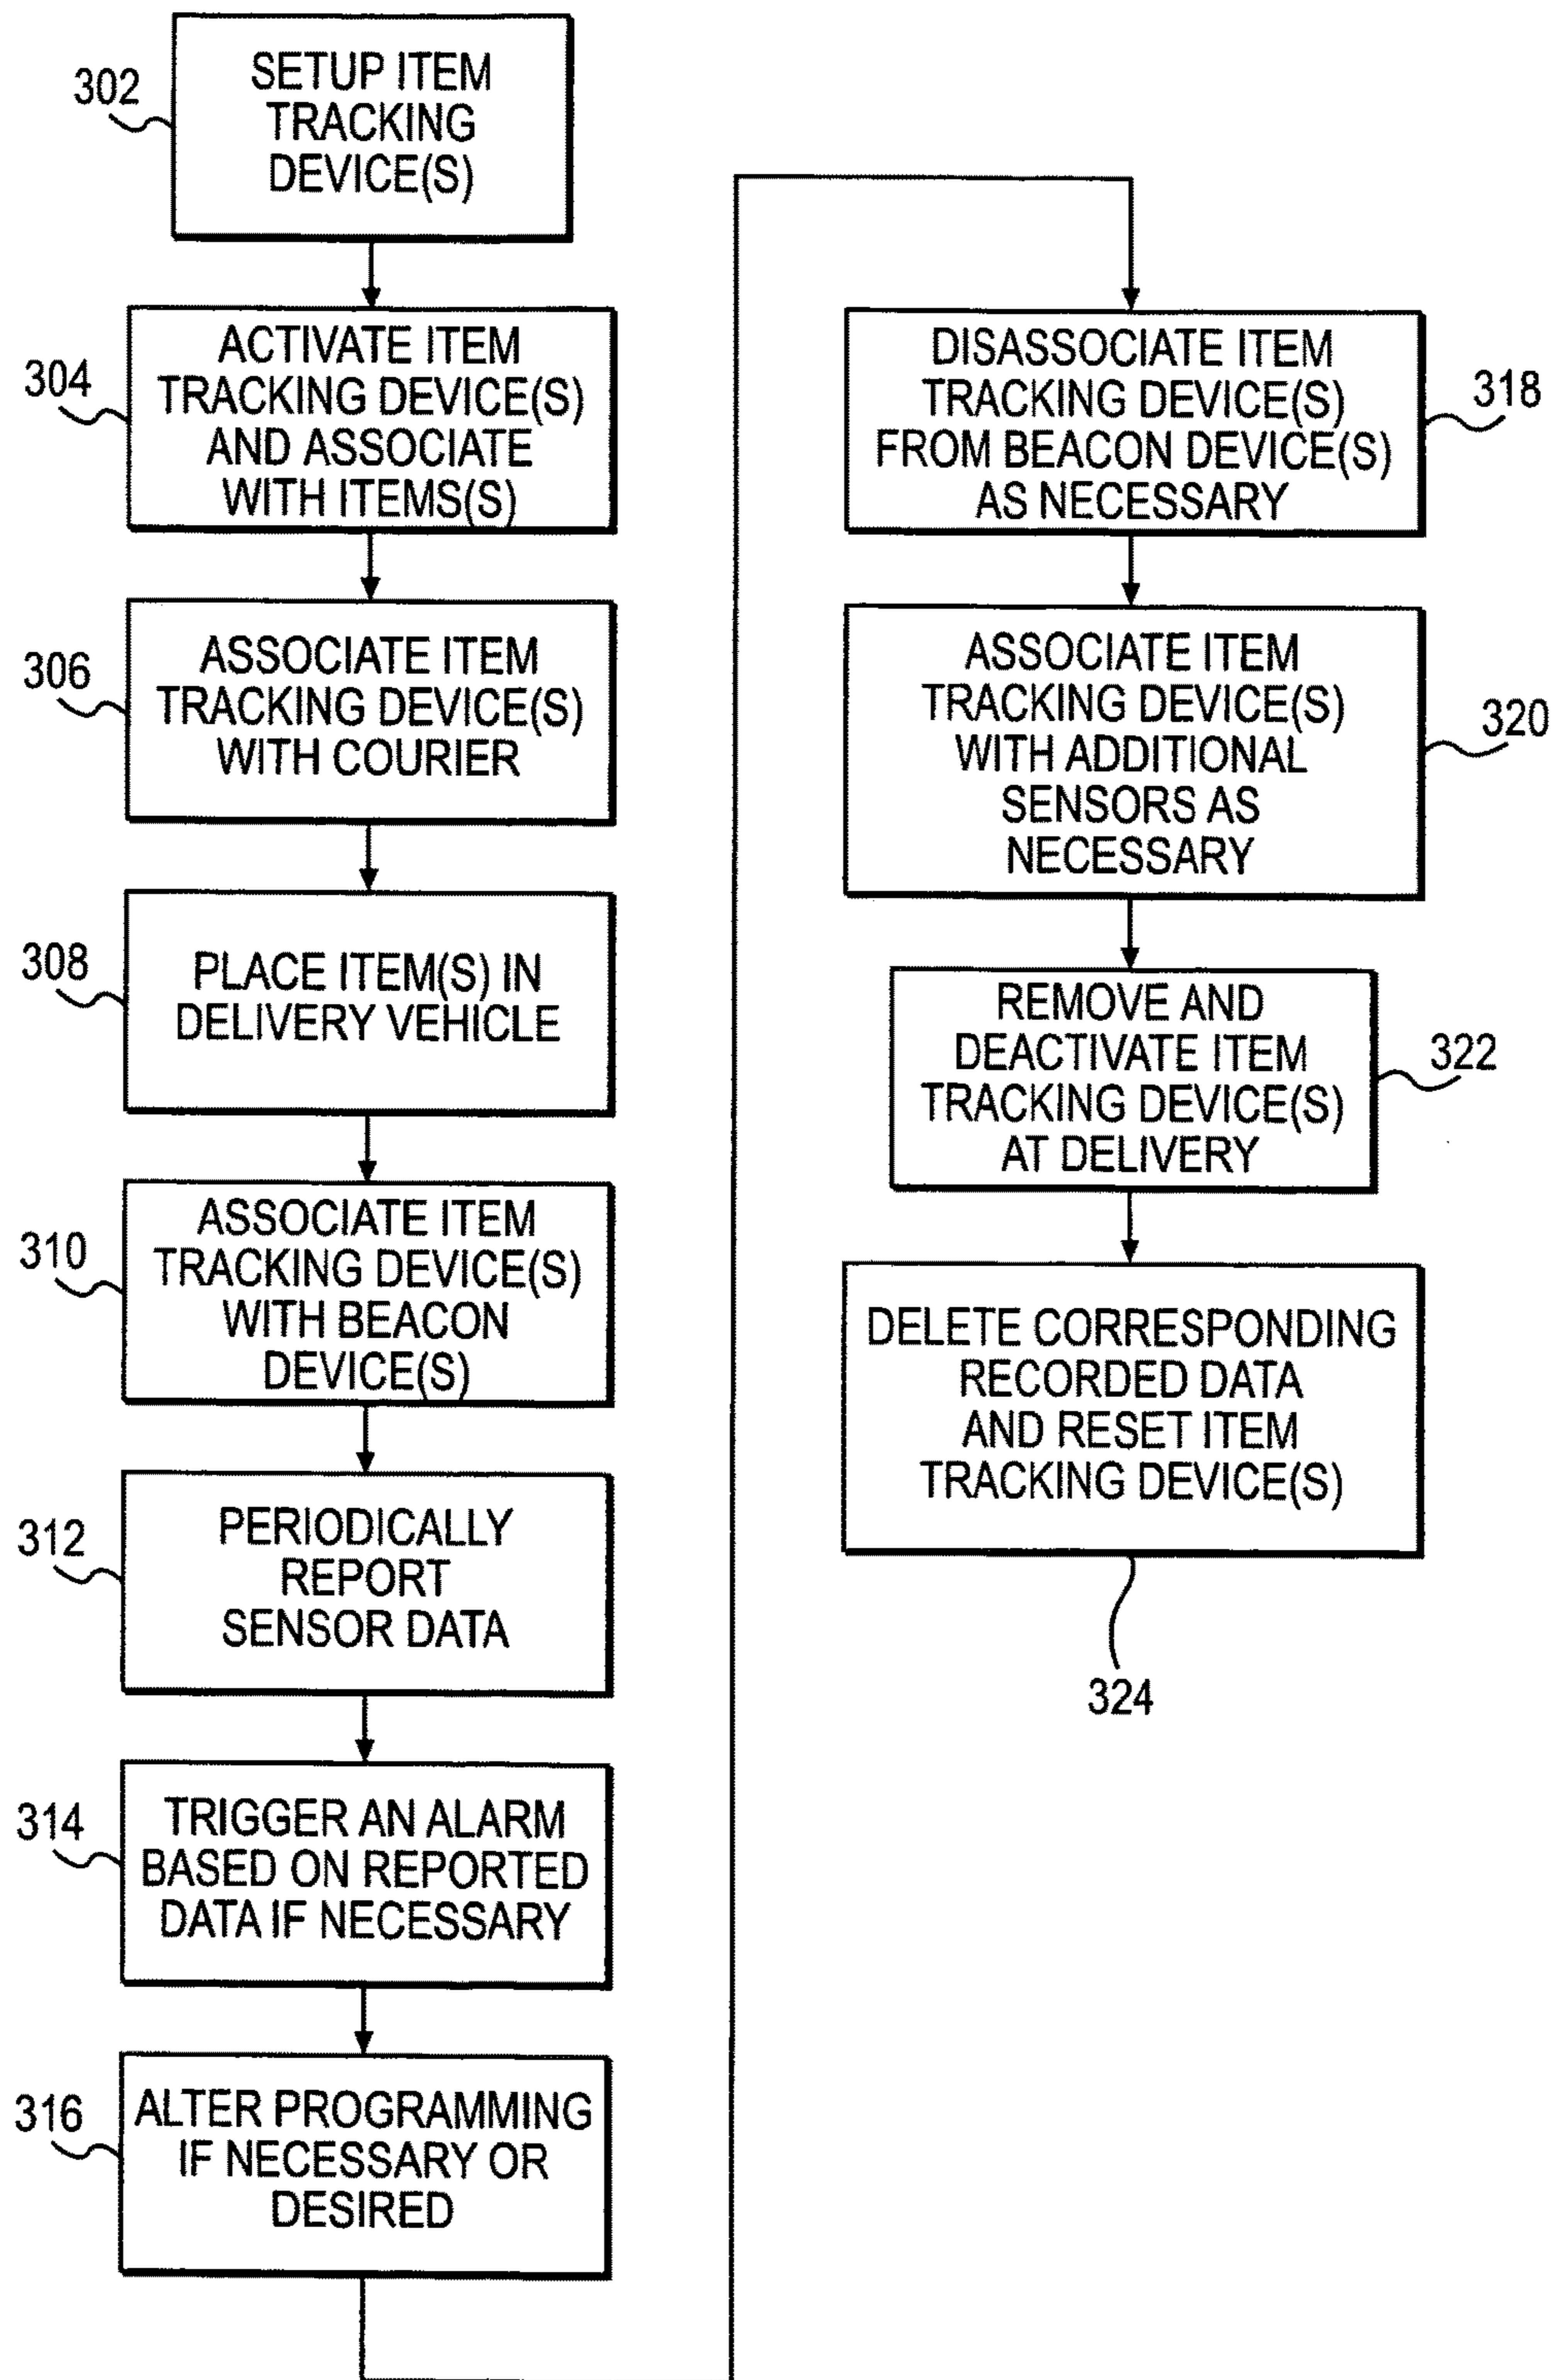 302
SETUP ITEM
TRACKING
DEVICE(S)
304
ACTIVATE ITEM
TRACKING DEVICE(S)
AND ASSOCIATE
WITH ITEMS(S)
306
ASSOCIATE ITEM
TRACKING DEVICE(S)
WITH COURIER
308
PLACE ITEM(S) IN
DELIVERY VEHICLE
310
ASSOCIATE ITEM
TRACKING DEVICE(S)
WITH BEACON
DEVICE(S)
312
PERIODICALLY
REPORT
SENSOR DATA
314
TRIGGER AN ALARM
BASED ON REPORTED
DATA IF NECESSARY
316
ALTER PROGRAMMING
IF NECESSARY OR
DESIRED
DISASSOCIATE ITEM
TRACKING DEVICE(S)
FROM BEACON DEVICE(S)
AS NECESSARY
318
ASSOCIATE ITEM
TRACKING DEVICE(S)
WITH ADDITIONAL
SENSORS AS
NECESSARY
320
REMOVE AND
DEACTIVATE ITEM
TRACKING DEVICE(S)
AT DELIVERY
322
DELETE CORRESPONDING
RECORDED DATA
AND RESET ITEM
TRACKING DEVICE(S)
324